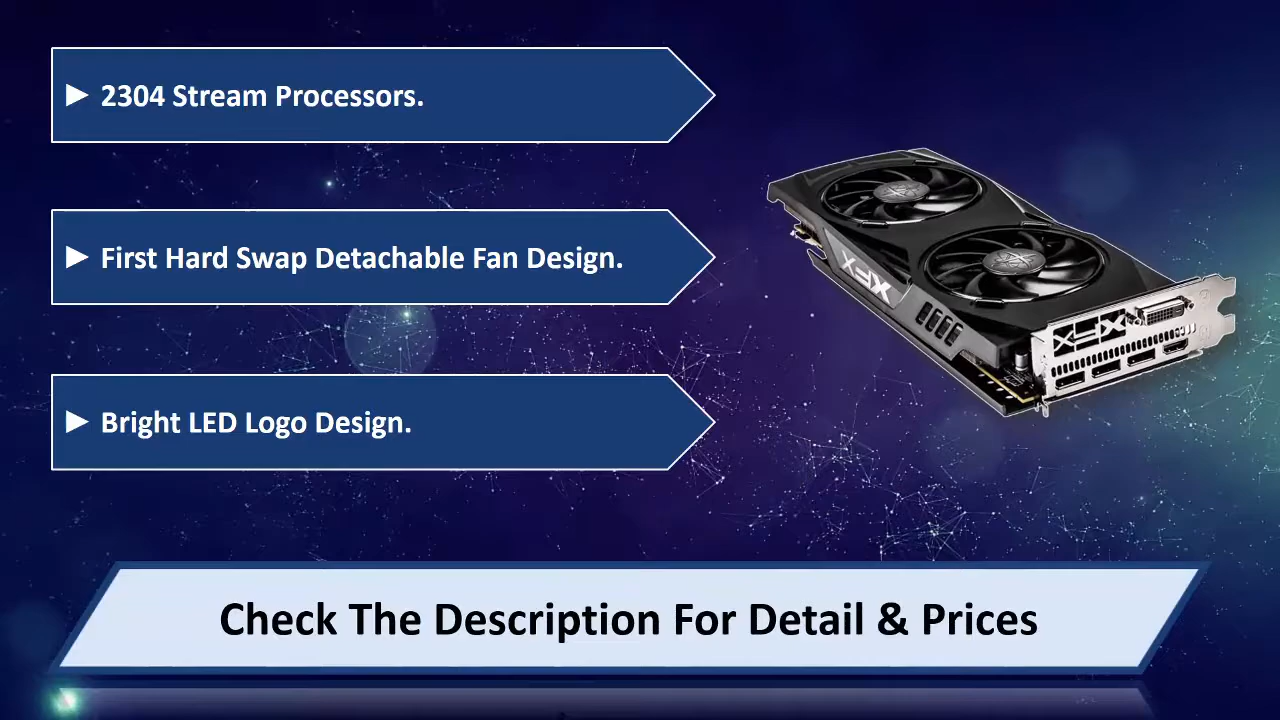 ► 2304 Stream Processors.
► First Hard Swap Detachable Fan Design.
► Bright LED Logo Design.
XFX
XFX
Check The Description For Detail & Prices